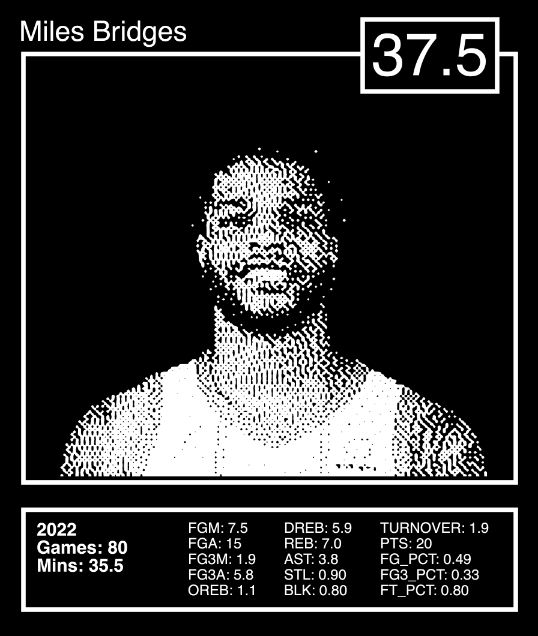 Miles Bridges
37.5
2022
Games: 80
Mins: 35.5
FGM: 7.5
FGA: 15
FG3M: 1.9
FG3A: 5.8
OREB: 1.1
DREB: 5.9
REB: 7.0
AST: 3.8
STL: 0.90
BLK: 0.80
TURNOVER: 1.9
PTS: 20
FG_PCT: 0.49
FG3_PCT: 0.33
FT_PCT: 0.80